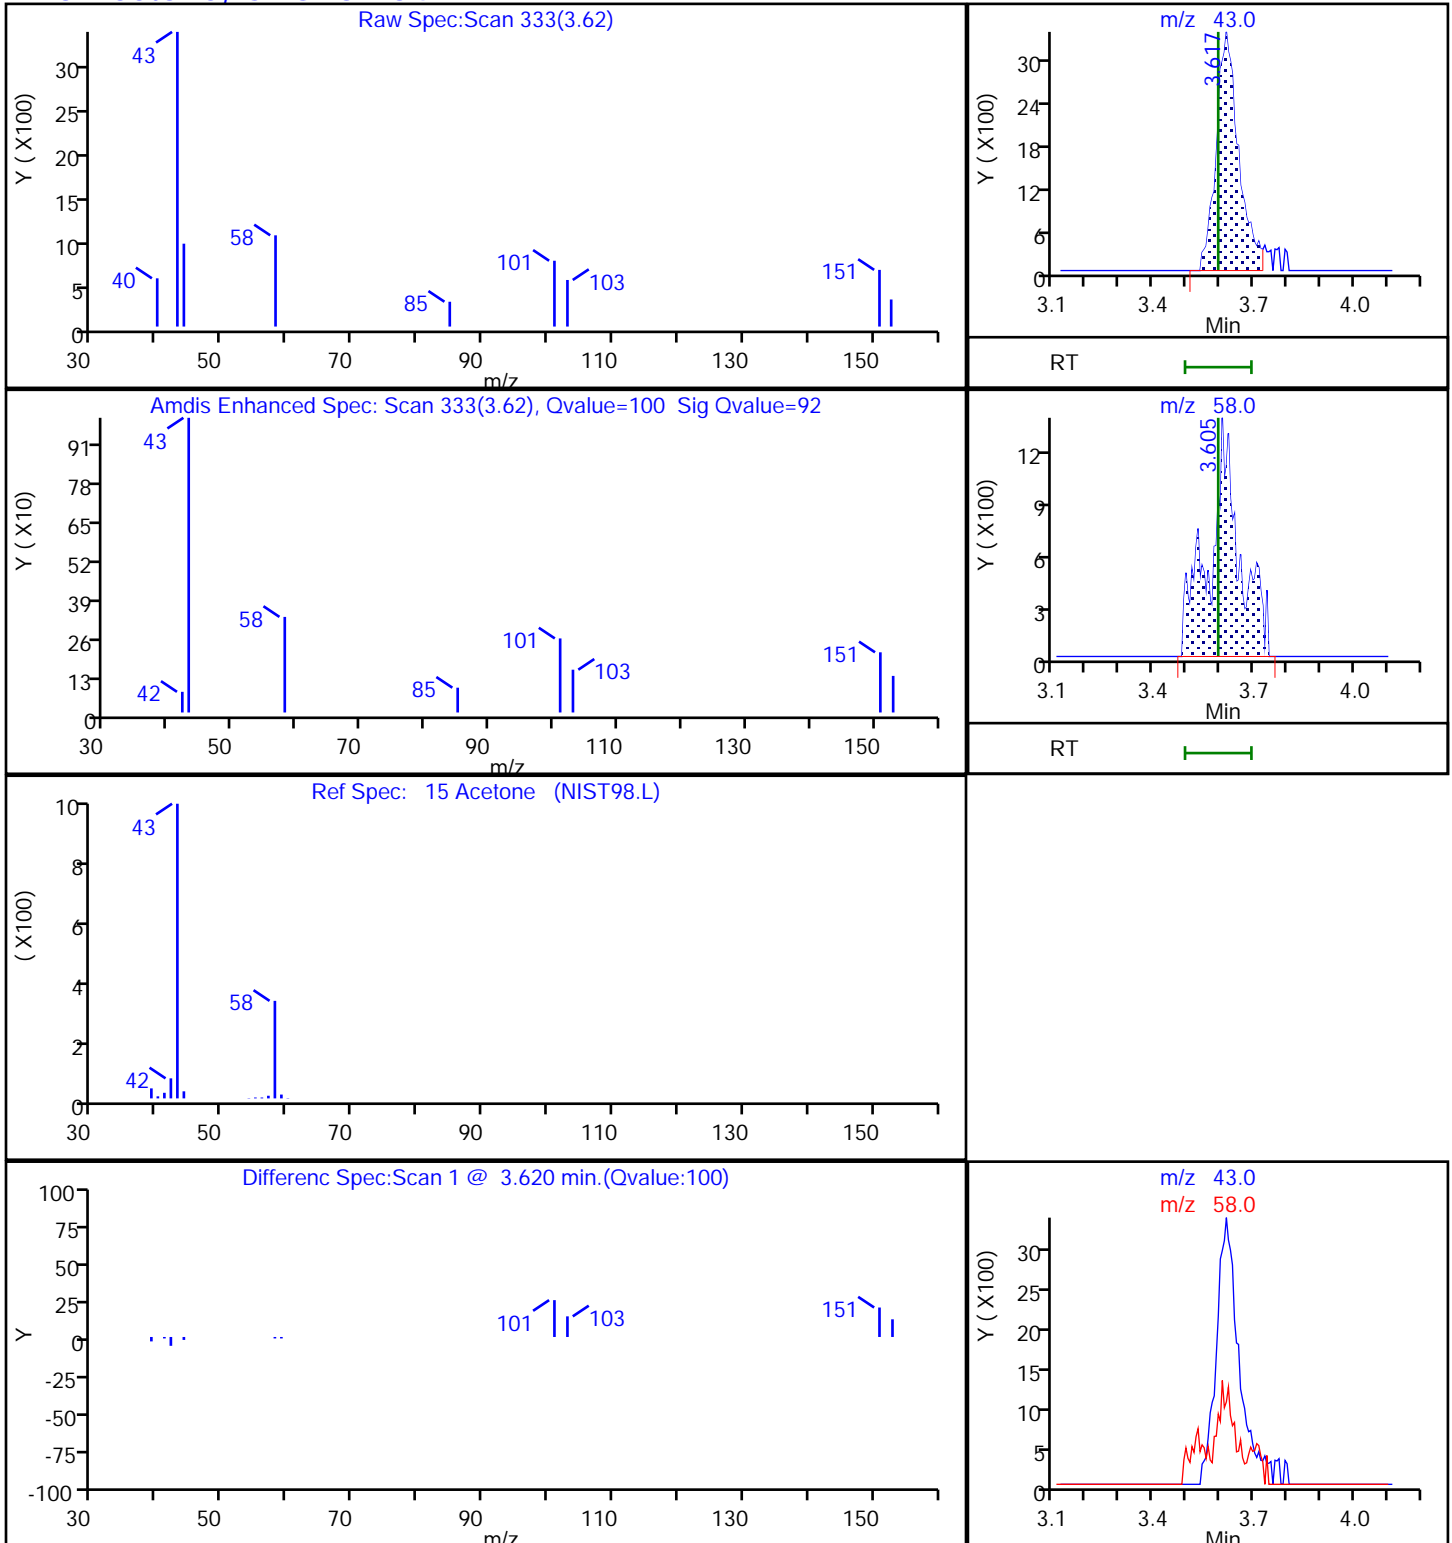 Raw Spec:Scan 333(3.62)
Y ( X100)
30
25
20
15
10
5
0
43
40
58
85
101
103
151
30 50 70 90 110 130 150
m/z
m/z 43.0
Y ( X100)
30
24
18
12
6
0
3.617
3.1 3.4 3.7 4.0
Min
RT
Amdis Enhanced Spec: Scan 333(3.62), Qvalue=100 Sig Qvalue=92
Y ( X10)
91
78
65
52
39
26
13
0
43
42
58
85
101
103
151
30 50 70 90 110 130 150
m/z
m/z 58.0
Y ( X100)
12
9
6
3
0
3.605
3.1 3.4 3.7 4.0
Min
RT
Ref Spec: 15 Acetone (NIST98.L)
( X100)
10
8
6
4
2
0
43
42
58
30 50 70 90 110 130 150
Differenc Spec:Scan 1 @ 3.620 min.(Qvalue:100)
Y
100
75
50
25
0
-25
-50
-75
-100
101
103
151
30 50 70 90 110 130 150
m/z
m/z 43.0
m/z 58.0
Y ( X100)
30
25
20
15
10
5
0
3.1 3.4 3.7 4.0
Min